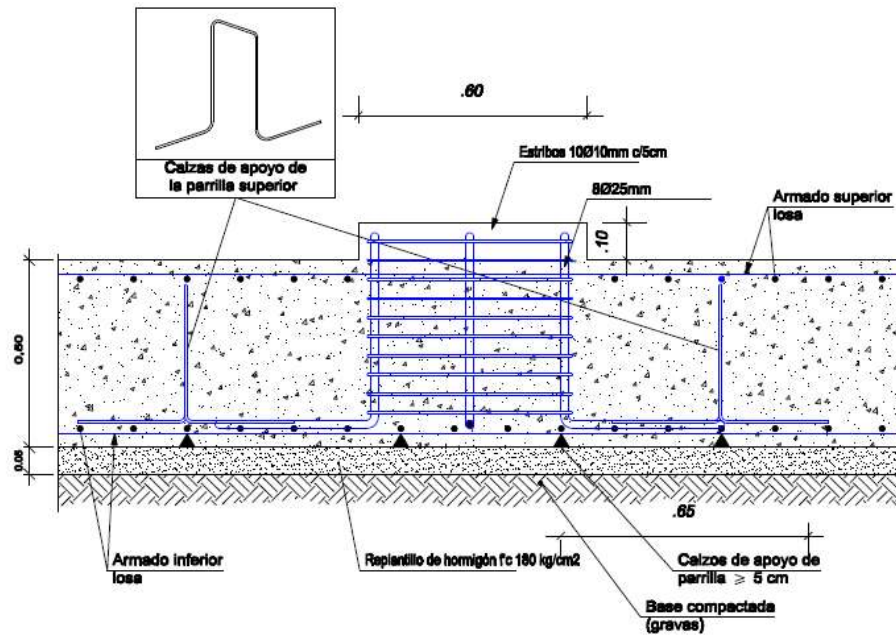 .60
Calzas de apoyo de
la parrilla superior
Estribos 10Ø10mm c/5cm
8Ø25mm
Armado superior
losa
.10
0,50
0.05
.65
Armado inferior
losa
Replantillo de hormigón f'c 180 kg/cm2
Calzos de apoyo de
parrilla ≥ 5 cm
Base compactada
(gravas)